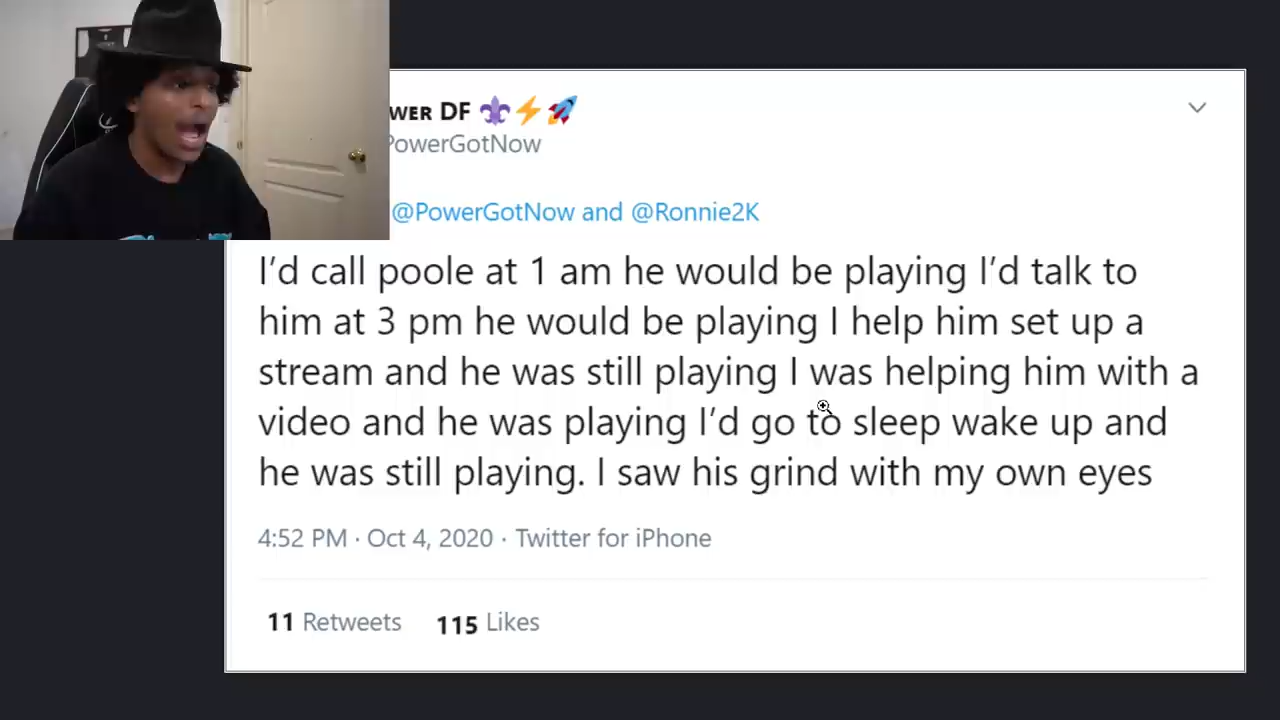 WER DF
PowerGotNow
@PowerGotNow and @Ronnie2K
I'd call poole at 1 am he would be playing I'd talk to
him at 3 pm he would be playing I help him set up a
stream and he was still playing I was helping him with a
video and he was playing I'd go to sleep wake up and
he was still playing. I saw his grind with my own eyes
4:52 PM · Oct 4, 2020 · Twitter for iPhone
11 Retweets 115 Likes